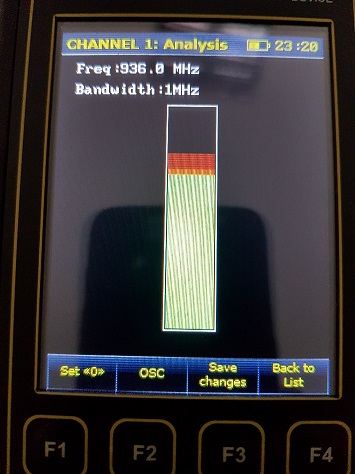 CHANNEL 1: Analysis 23:20
Freq:936.0 MHz
Bandwidth:1MHz
Set «0» OSC Save changes Back to List
F1 F2 F3 F4